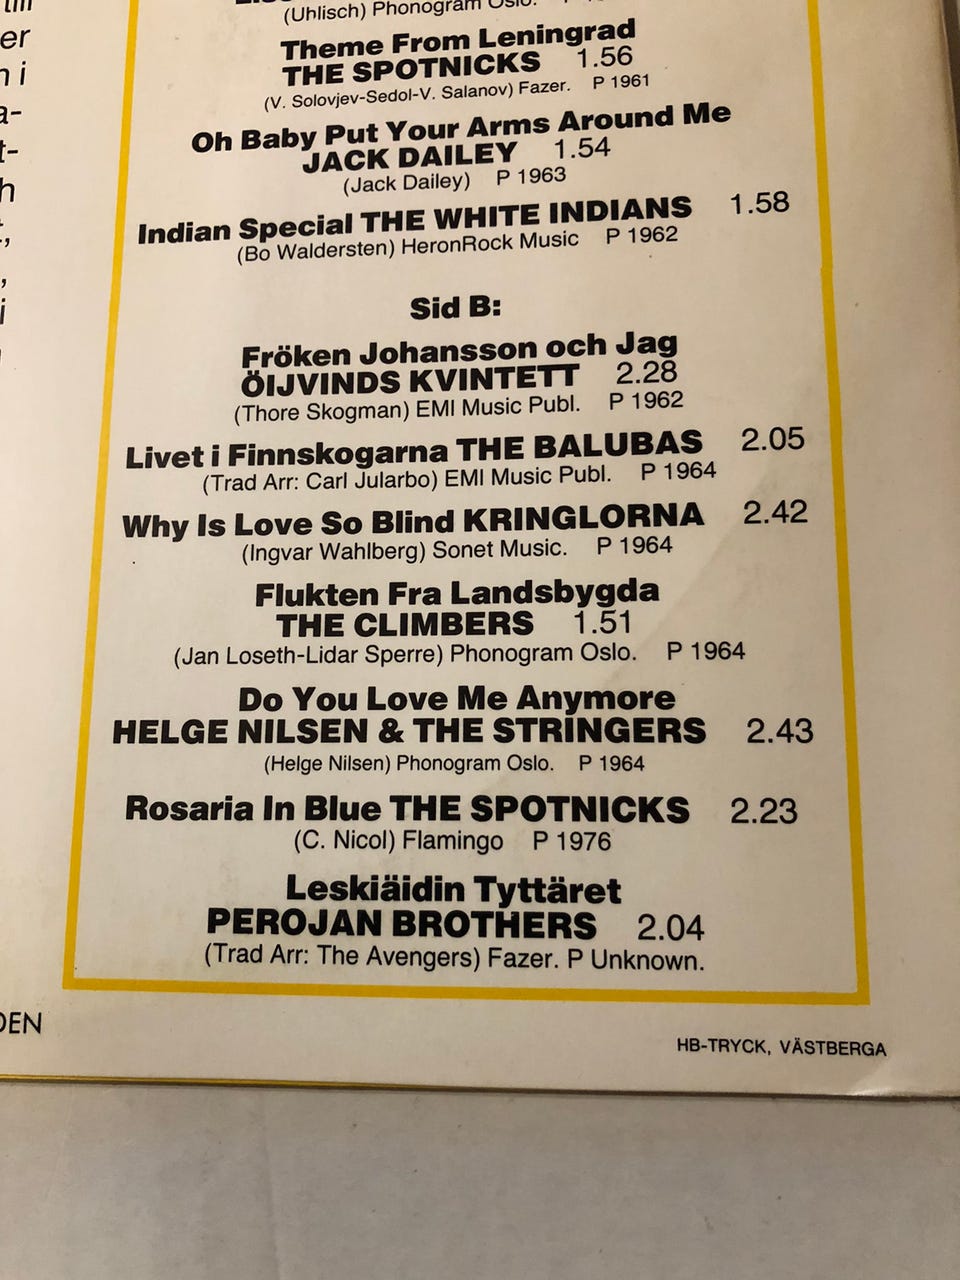 till
er
n i
a-
t-
h
(Uhlisch) Phonogram Oslo.
Theme From Leningrad
THE SPOTNICKS 1.56
(V. Solovjev-Sedol-V. Salanov) Fazer. P 1961
Oh Baby Put Your Arms Around Me
JACK DAILEY 1.54
(Jack Dailey) P 1963
Indian Special THE WHITE INDIANS 1.58
(Bo Waldersten) HeronRock Music P 1962
Sid B:
Fröken Johansson och Jag
ÖIJVINDS KVINTETT 2.28
(Thore Skogman) EMI Music Publ. P 1962
Livet i Finnskogarna THE BALUBAS 2.05
(Trad Arr: Carl Jularbo) EMI Music Publ. P 1964
Why Is Love So Blind KRINGLORNA 2.42
(Ingvar Wahlberg) Sonet Music. P 1964
Flukten Fra Landsbygda
THE CLIMBERS 1.51
(Jan Loseth-Lidar Sperre) Phonogram Oslo. P 1964
Do You Love Me Anymore
HELGE NILSEN & THE STRINGERS 2.43
(Helge Nilsen) Phonogram Oslo. P 1964
Rosaria In Blue THE SPOTNICKS 2.23
(C. Nicol) Flamingo P 1976
Leskiäidin Tyttäret
PEROJAN BROTHERS 2.04
(Trad Arr: The Avengers) Fazer. P Unknown.
DEN
HB-TRYCK, VÄSTBERGA